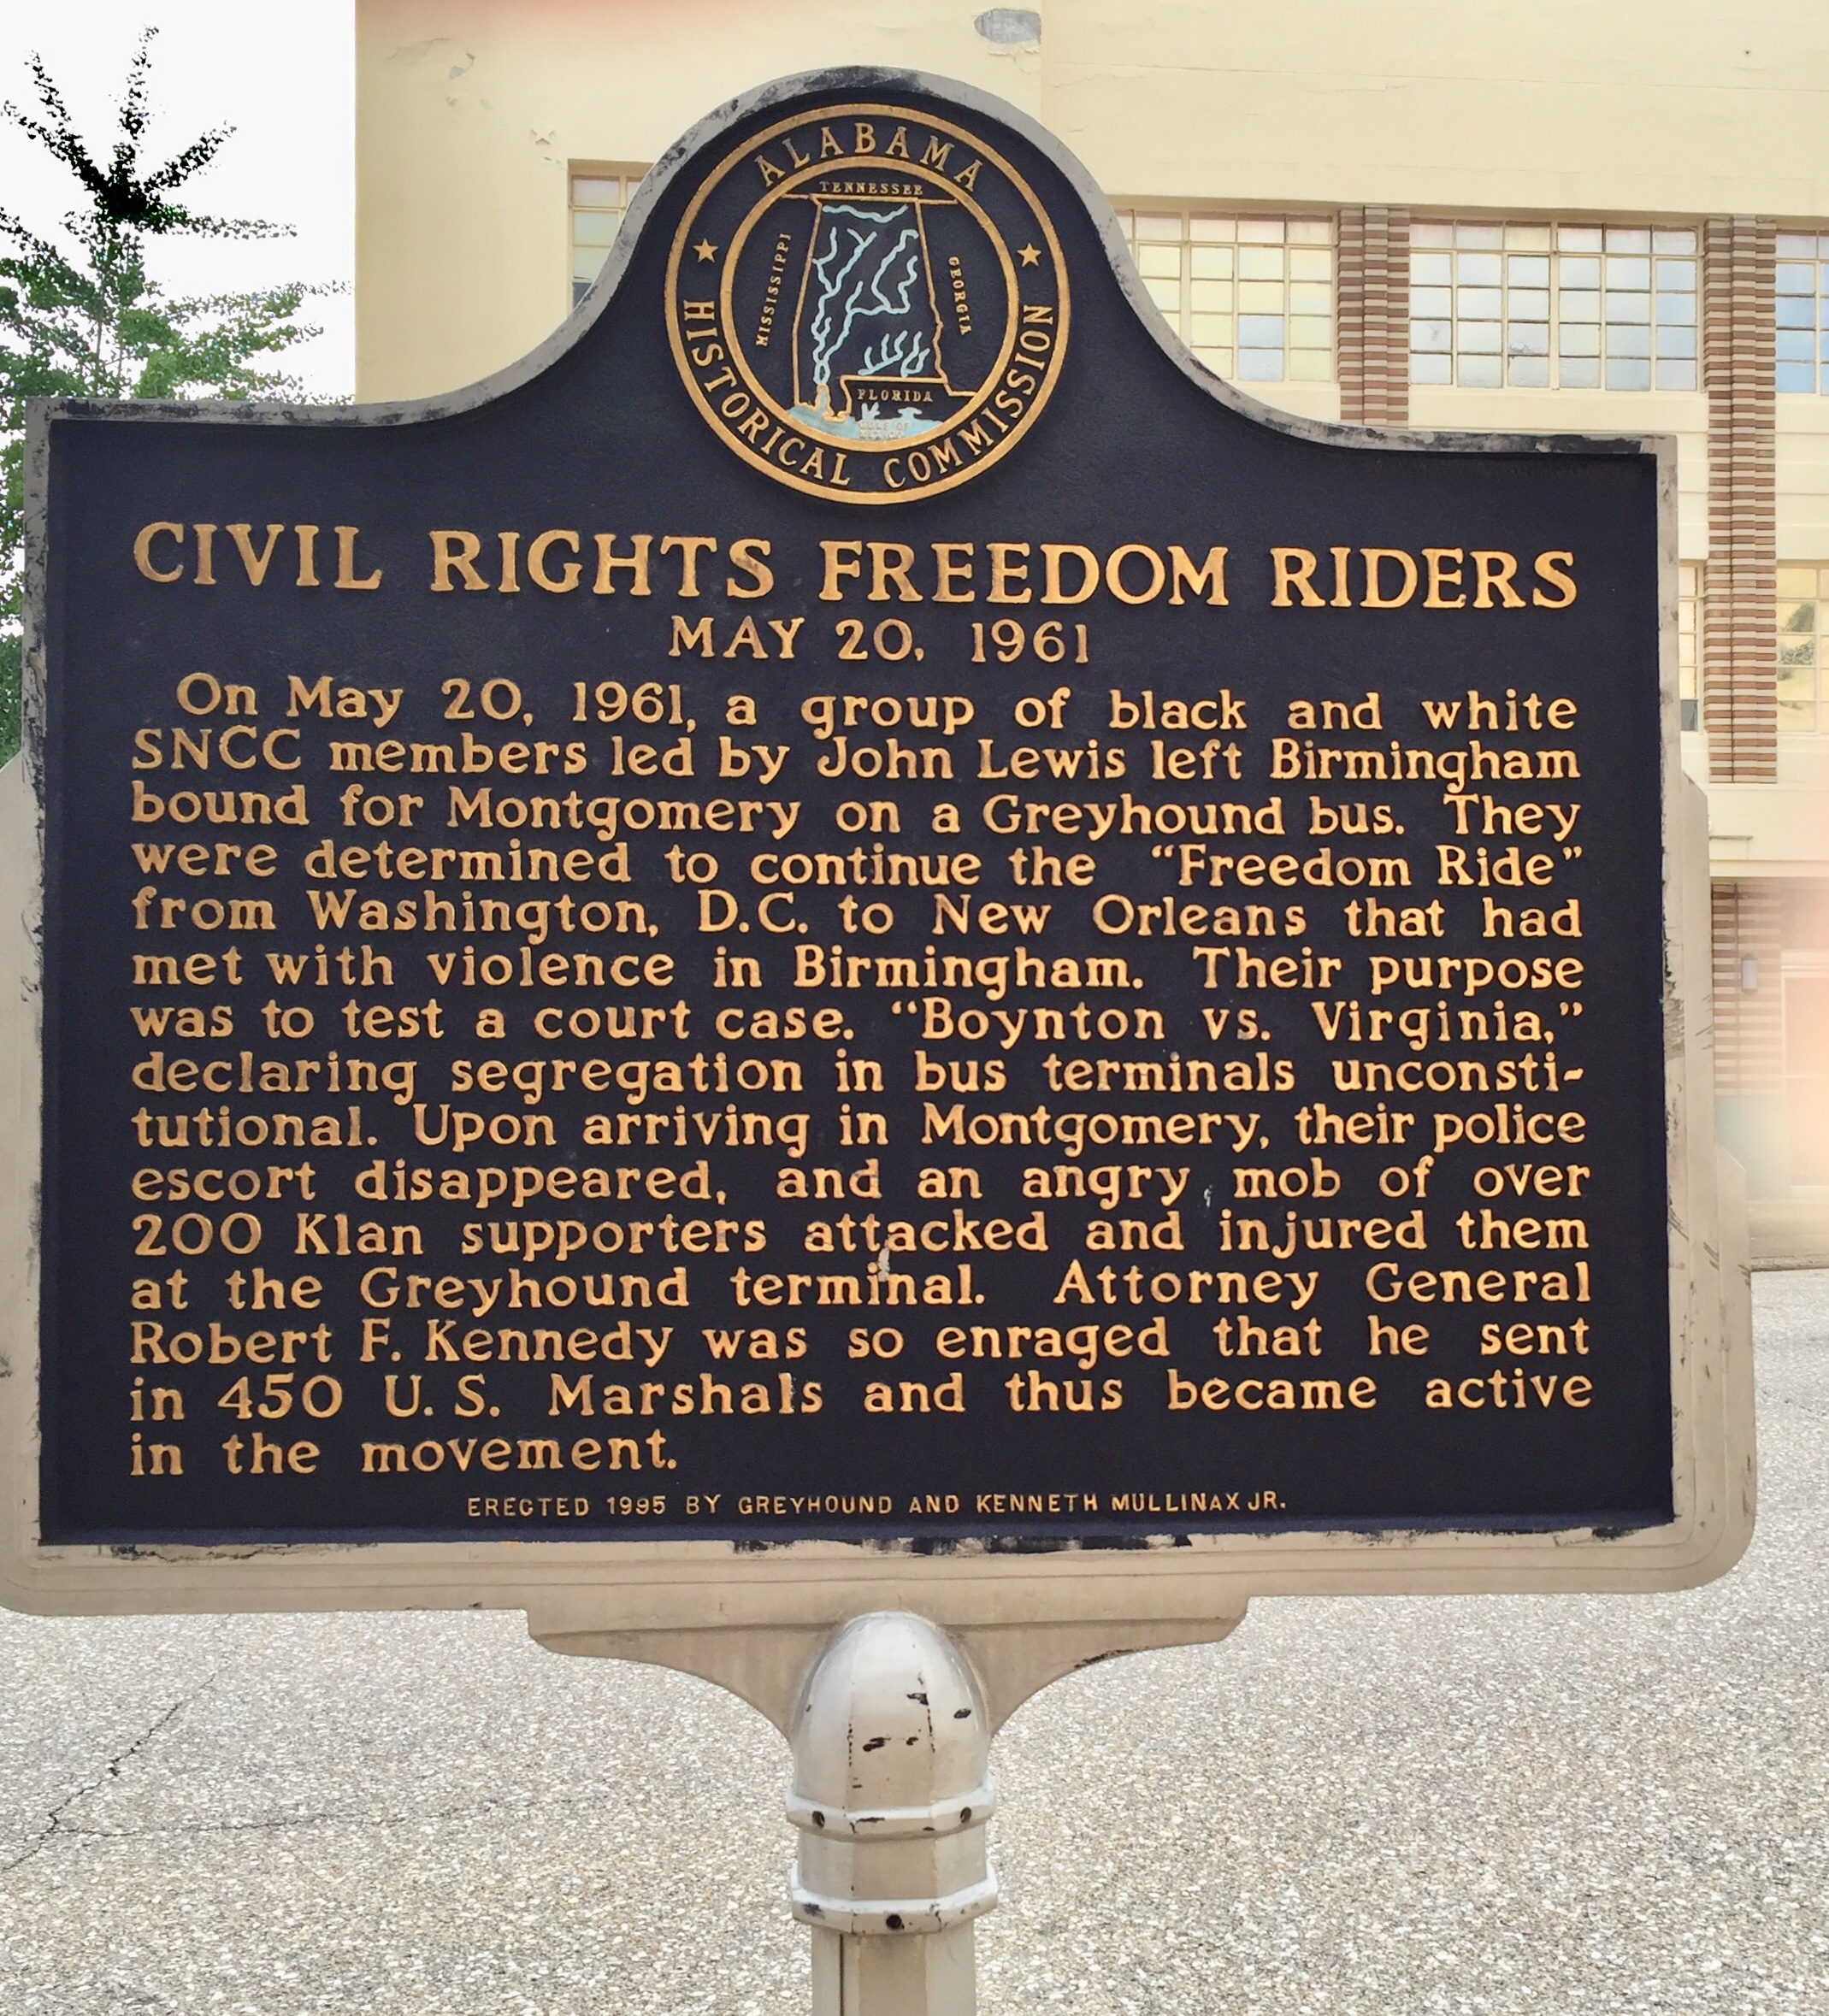 ALABAMA
HISTORICAL COMMISSION
TENNESSEE
MISSISSIPPI
GEORGIA
FLORIDA
GULF OF
CIVIL RIGHTS FREEDOM RIDERS
MAY 20, 1961
On May 20, 1961, a group of black and white
SNCC members led by John Lewis left Birmingham
bound for Montgomery on a Greyhound bus. They
were determined to continue the “Freedom Ride”
from Washington, D.C. to New Orleans that had
met with violence in Birmingham. Their purpose
was to test a court case. “Boynton vs. Virginia,”
declaring segregation in bus terminals unconsti-
tutional. Upon arriving in Montgomery, their police
escort disappeared, and an angry mob of over
200 Klan supporters attacked and injured them
at the Greyhound terminal. Attorney General
Robert F. Kennedy was so enraged that he sent
in 450 U. S. Marshals and thus became active
in the movement.
ERECTED 1995 BY GREYHOUND AND KENNETH MULLINAX JR.